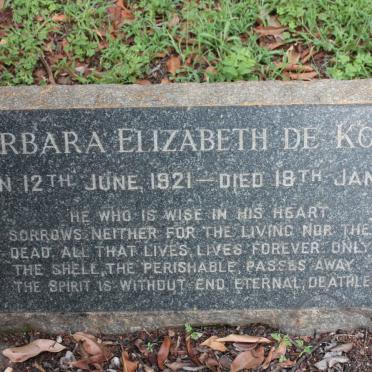 RBARA ELIZABETH DE KO
N 12TH JUNE, 1921 — DIED 18TH JAN
HE WHO IS WISE IN HIS HEART
SORROWS NEITHER FOR THE LIVING NOR THE
DEAD. ALL THAT LIVES, LIVES FOREVER. ONLY
THE SHELL, THE PERISHABLE, PASSES AWAY.
THE SPIRIT IS WITHOUT END, ETERNAL, DEATHLE